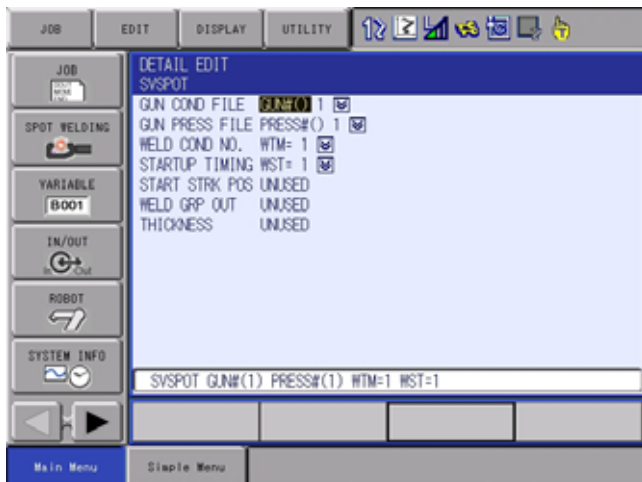 JOB EDIT DISPLAY UTILITY
JOB
SPOT WELDING
VARIABLE
B001
IN/OUT
In Out
ROBOT
SYSTEM INFO
DETAIL EDIT
SVSPOT
GUN COND FILE GUN#() 1
GUN PRESS FILE PRESS#() 1
WELD COND NO. WTM= 1
STARTUP TIMING WST= 1
START STRK POS UNUSED
WELD GRP OUT UNUSED
THICKNESS UNUSED
SVSPOT GUN#(1) PRESS#(1) WTM=1 WST=1
Main Menu Simple Menu